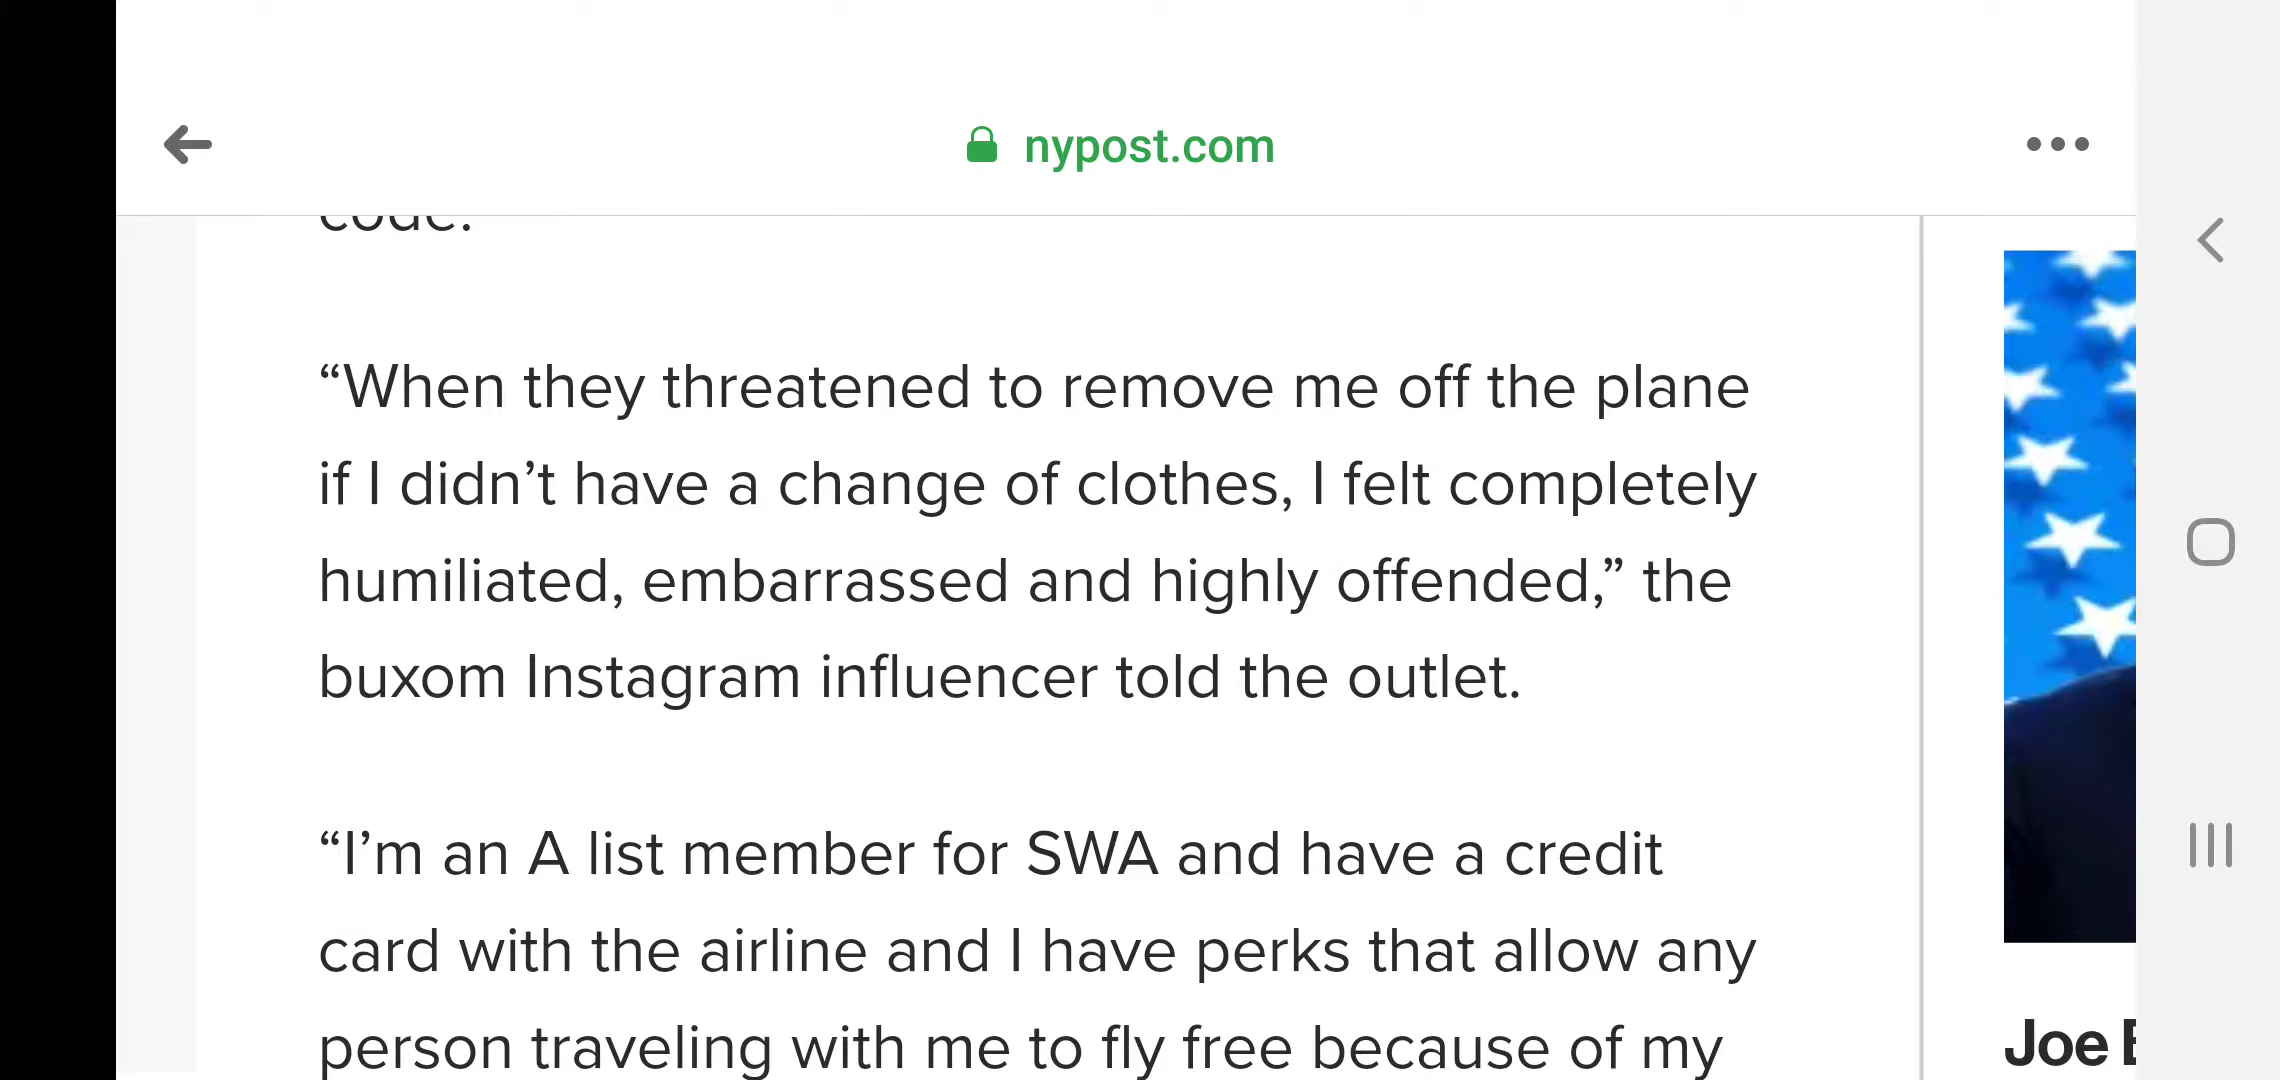 nypost.com
code.
“When they threatened to remove me off the plane
if I didn’t have a change of clothes, I felt completely
humiliated, embarrassed and highly offended,” the
buxom Instagram influencer told the outlet.
“I’m an A list member for SWA and have a credit
card with the airline and I have perks that allow any
person traveling with me to fly free because of my
Joe